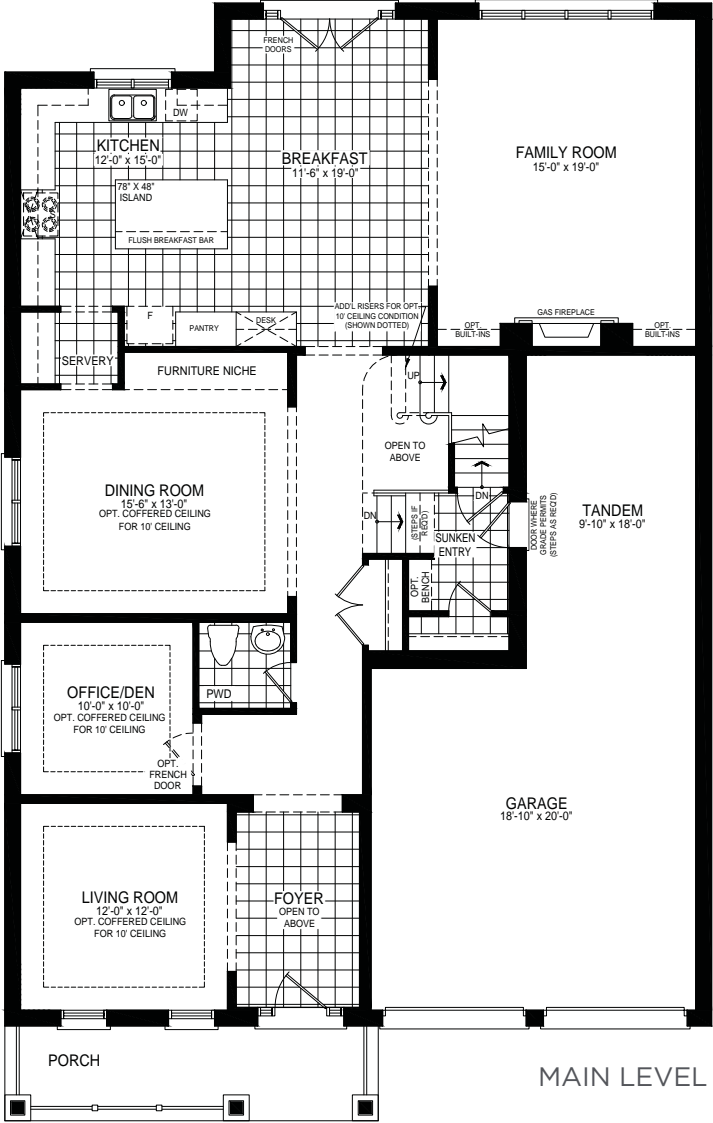 FRENCH
DOORS
DW
KITCHEN
12'-0" x 15'-0"
BREAKFAST
11'-6" x 19'-0"
FAMILY ROOM
15'-0" x 19'-0"
78" X 48"
ISLAND
FLUSH BREAKFAST BAR
ADD'L RISERS FOR OPT
10' CEILING CONDITION
(SHOWN DOTTED)
GAS FIREPLACE
OPT.
BUILT-INS
OPT.
BUILT-INS
F
PANTRY
DESK
SERVERY
FURNITURE NICHE
UP
OPEN TO
ABOVE
DINING ROOM
15'-6" x 13'-0"
OPT. COFFERED CEILING
FOR 10' CEILING
DN
DN
(STEPS IF
REQ'D)
SUNKEN
ENTRY
DOOR WHERE
GRADE PERMITS
(STEPS AS REQ'D)
TANDEM
9'-10" x 18'-0"
OPT.
BENCH
OFFICE/DEN
10'-0" x 10'-0"
OPT. COFFERED CEILING
FOR 10' CEILING
PWD
OPT.
FRENCH
DOOR
GARAGE
18'-10" x 20'-0"
LIVING ROOM
12'-0" x 12'-0"
OPT. COFFERED CEILING
FOR 10' CEILING
FOYER
OPEN TO
ABOVE
PORCH
MAIN LEVEL